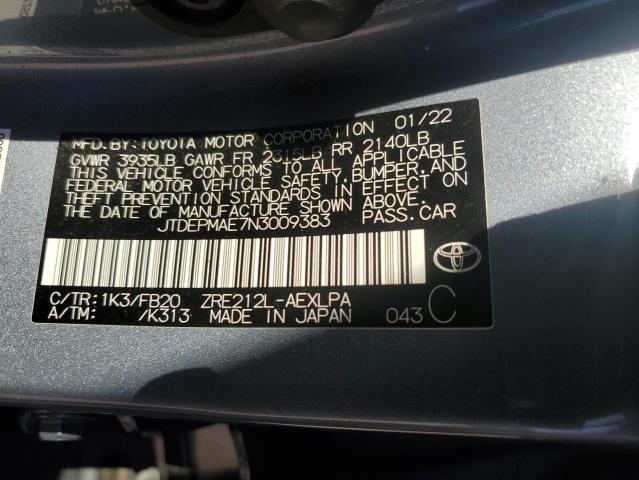 MFD.BY:TOYOTA MOTOR CORPORATION 01/22
GVWR 3935LB GAWR FR 2315LB RR 2140LB
THIS VEHICLE CONFORMS TO ALL APPLICABLE
FEDERAL MOTOR VEHICLE SAFETY,BUMPER,AND
THEFT PREVENTION STANDARDS IN EFFECT ON
THE DATE OF MANUFACTURE SHOWN ABOVE.
JTDEPMAE7N3009383 PASS.CAR
C/TR:1K3/FB20 ZRE212L-AEXLPA
A/TM: /K313 MADE IN JAPAN 043 C